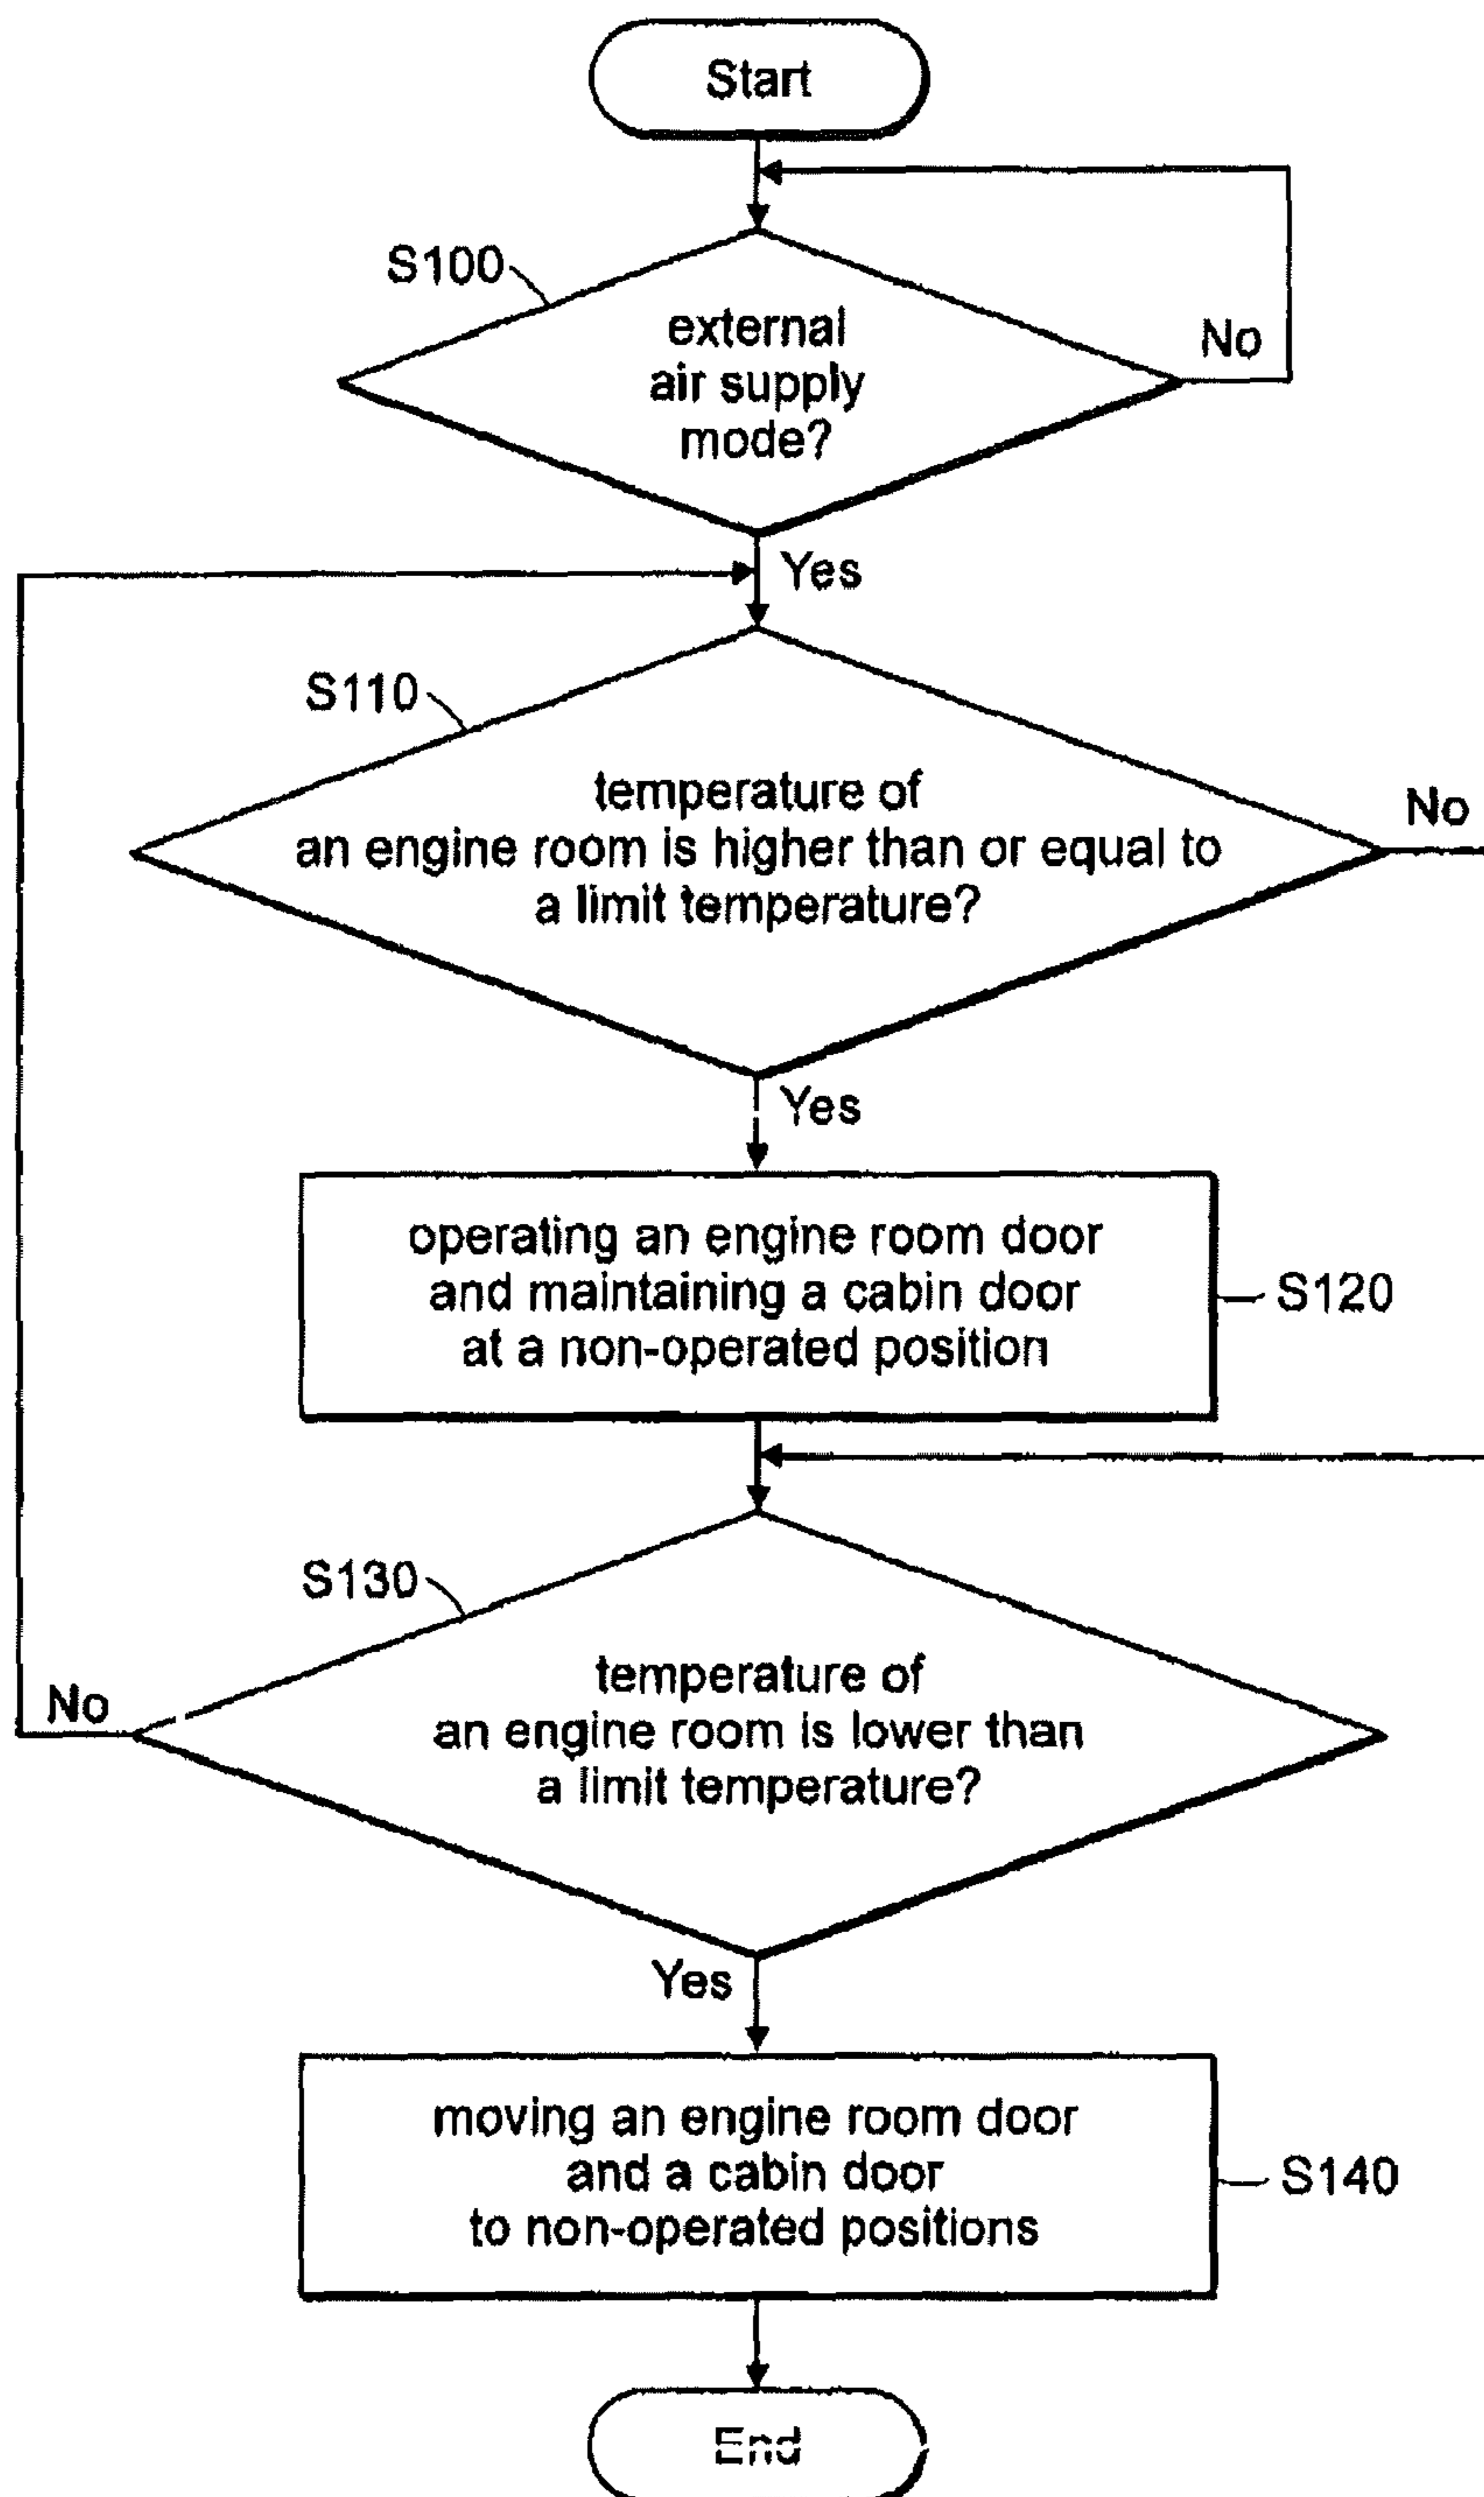 Start
S100
external
air supply
mode?
No
Yes
S110
temperature of
an engine room is higher than or equal to
a limit temperature?
No
Yes
operating an engine room door
and maintaining a cabin door
at a non-operated position
S120
S130
temperature of
an engine room is lower than
a limit temperature?
No
Yes
moving an engine room door
and a cabin door
to non-operated positions
S140
End